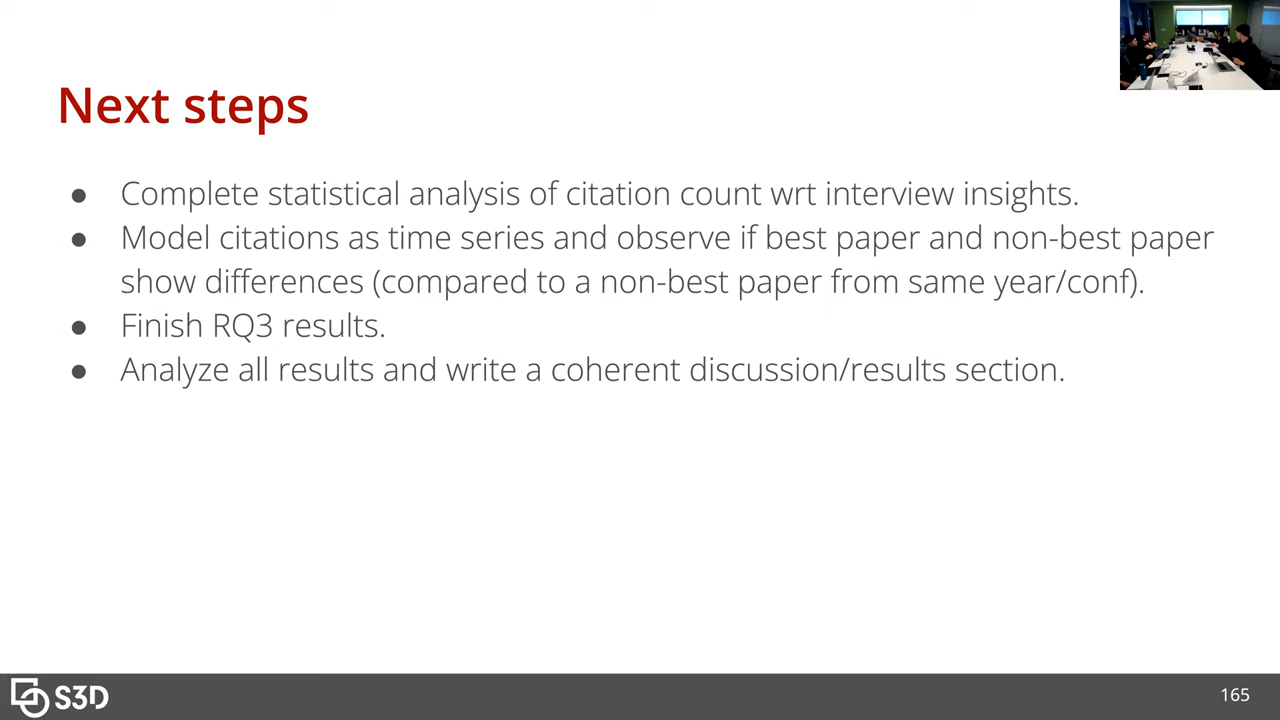 Next steps
● Complete statistical analysis of citation count wrt interview insights.
● Model citations as time series and observe if best paper and non-best paper
show differences (compared to a non-best paper from same year/conf).
● Finish RQ3 results.
● Analyze all results and write a coherent discussion/results section.
S3D
165